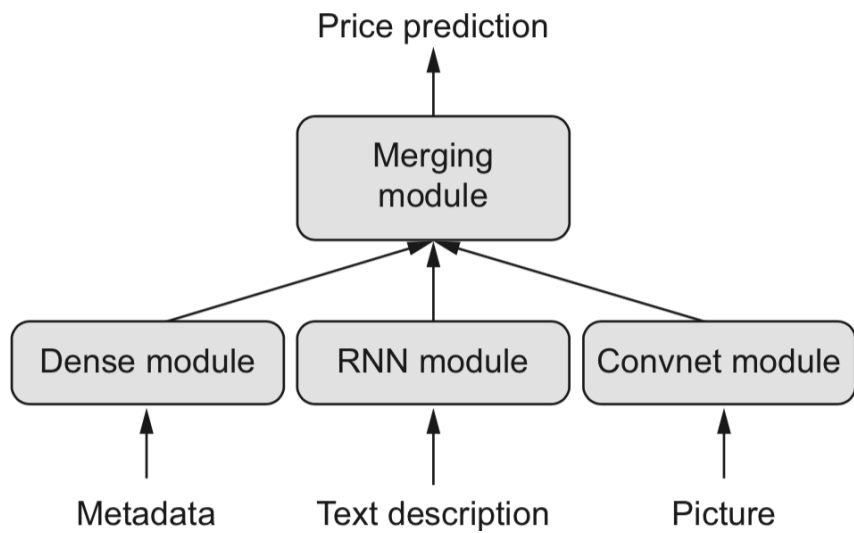 Price prediction
Merging
module
Dense module
RNN module
Convnet module
Metadata
Text description
Picture